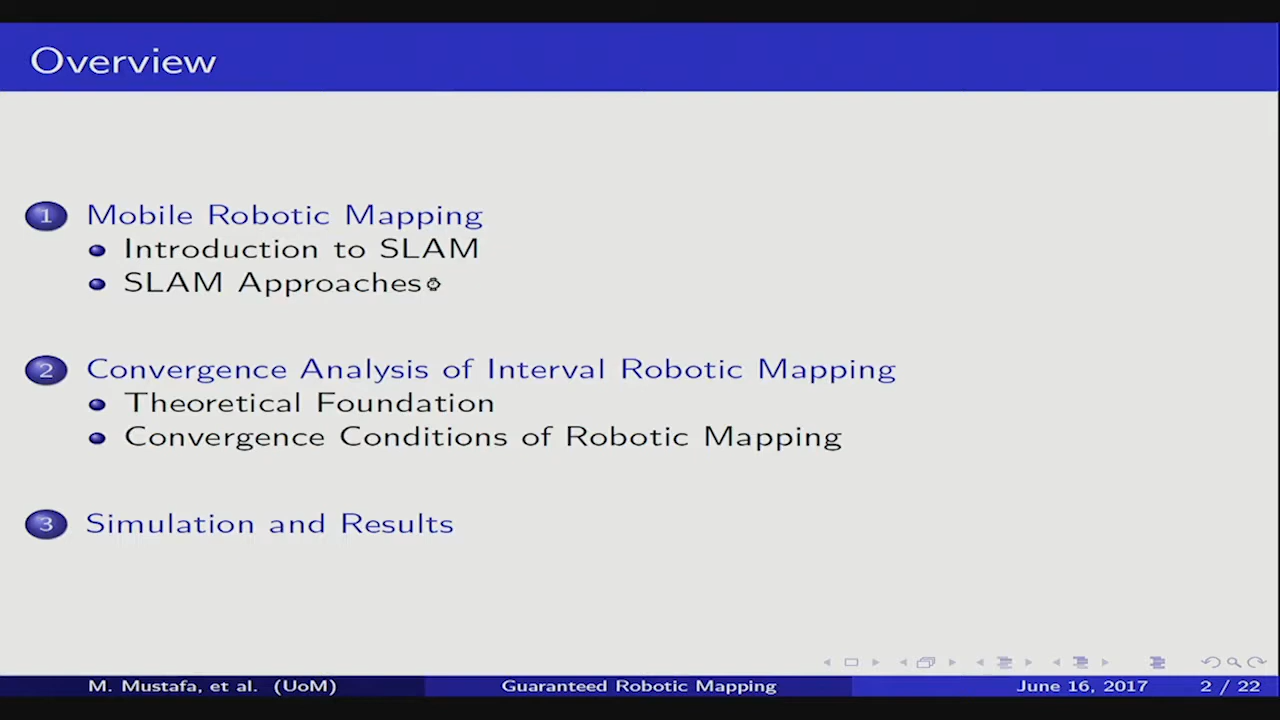 Overview
1 Mobile Robotic Mapping
Introduction to SLAM
SLAM Approaches
2 Convergence Analysis of Interval Robotic Mapping
Theoretical Foundation
Convergence Conditions of Robotic Mapping
3 Simulation and Results
M. Mustafa, et al. (UoM) Guaranteed Robotic Mapping June 16, 2017 2 / 22